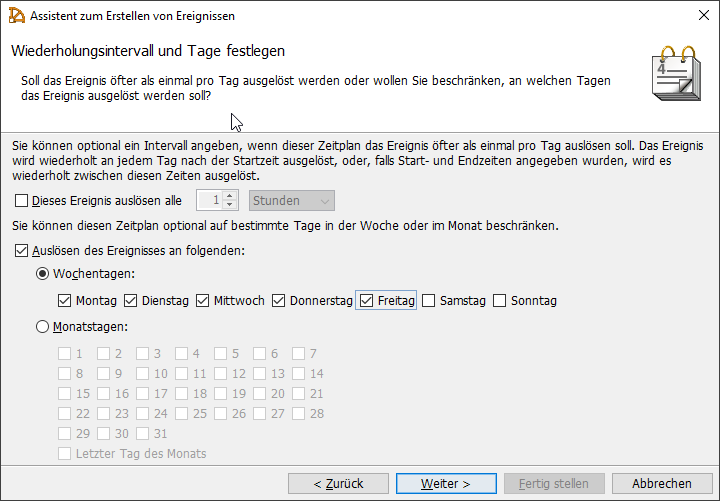 Assistent zum Erstellen von Ereignissen
Wiederholungsintervall und Tage festlegen
Soll das Ereignis öfter als einmal pro Tag ausgelöst werden oder wollen Sie beschränken, an welchen Tagen
das Ereignis ausgelöst werden soll?
4
Sie können optional ein Intervall angeben, wenn dieser Zeitplan das Ereignis öfter als einmal pro Tag auslösen soll. Das Ereignis
wird wiederholt an jedem Tag nach der Startzeit ausgelöst, oder, falls Start- und Endzeiten angegeben wurden, wird es
wiederholt zwischen diesen Zeiten ausgelöst.
Dieses Ereignis auslösen alle 1 Stunden
Sie können diesen Zeitplan optional auf bestimmte Tage in der Woche oder im Monat beschränken.
Auslösen des Ereignisses an folgenden:
Wochentagen:
Montag Dienstag Mittwoch Donnerstag Freitag Samstag Sonntag
Monatstagen:
1 2 3 4 5 6 7
8 9 10 11 12 13 14
15 16 17 18 19 20 21
22 23 24 25 26 27 28
29 30 31
Letzter Tag des Monats
< Zurück Weiter > Fertig stellen Abbrechen